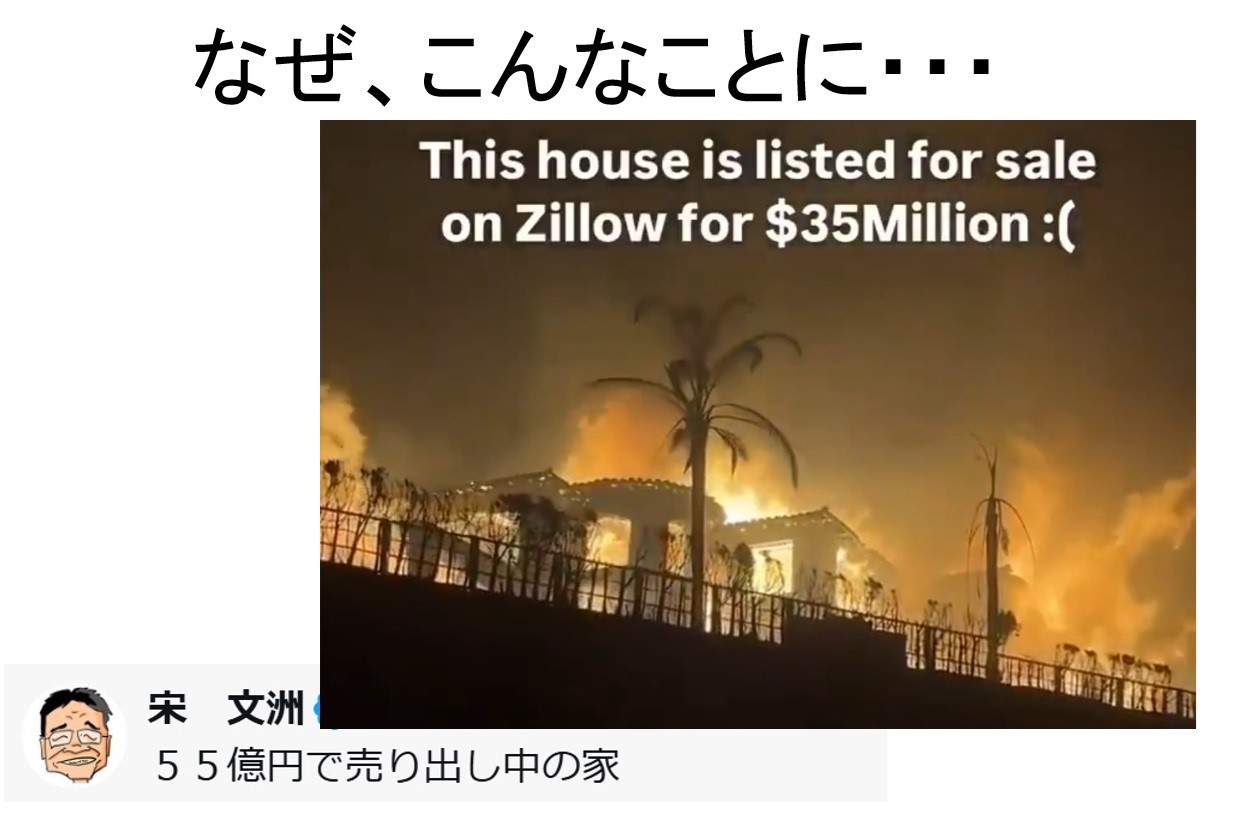 なぜ、こんなことに・・・
This house is listed for sale
on Zillow for $35Million :(
宋　文洲
５５億円で売り出し中の家